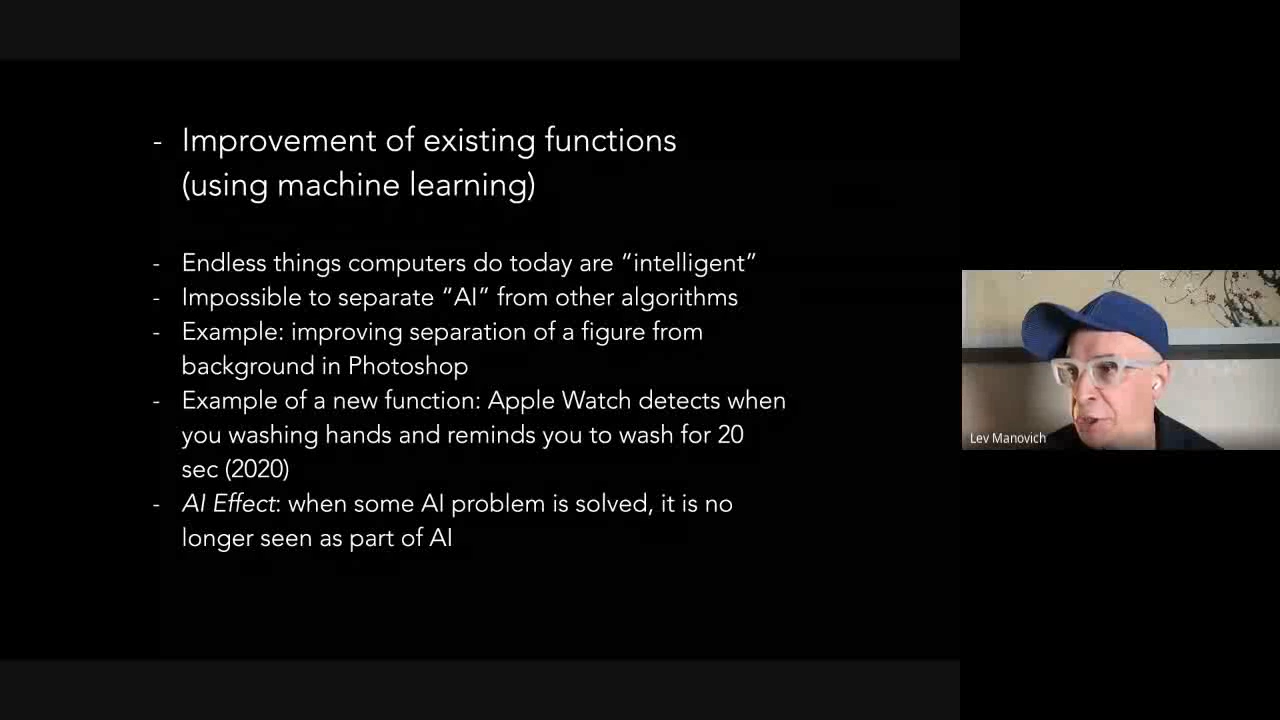 - Improvement of existing functions
(using machine learning)
- Endless things computers do today are “intelligent”
- Impossible to separate “AI” from other algorithms
- Example: improving separation of a figure from
background in Photoshop
- Example of a new function: Apple Watch detects when
you washing hands and reminds you to wash for 20
sec (2020)
- AI Effect: when some AI problem is solved, it is no
longer seen as part of AI
Lev Manovich